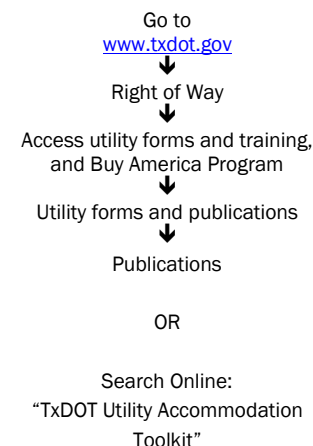 Go to
www.txdot.gov
🡻
Right of Way
🡻
Access utility forms and training,
and Buy America Program
🡻
Utility forms and publications
🡻
Publications
OR
Search Online:
“TxDOT Utility Accommodation
Toolkit”